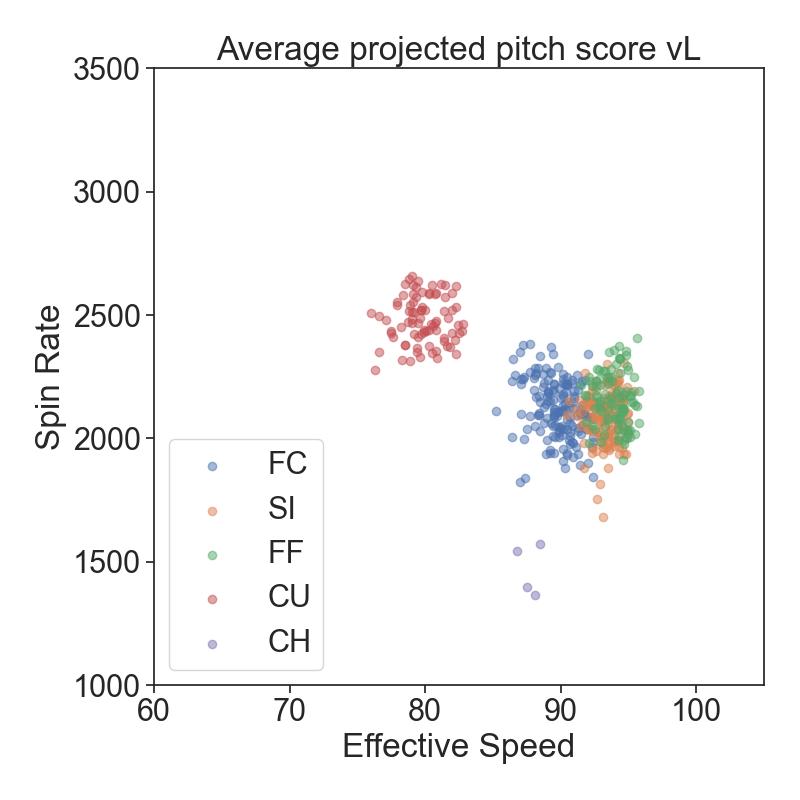 Average projected pitch score vL
3500
3000
2500
2000
1500
1000
Spin Rate
FC
SI
FF
CU
CH
60 70 80 90 100
Effective Speed